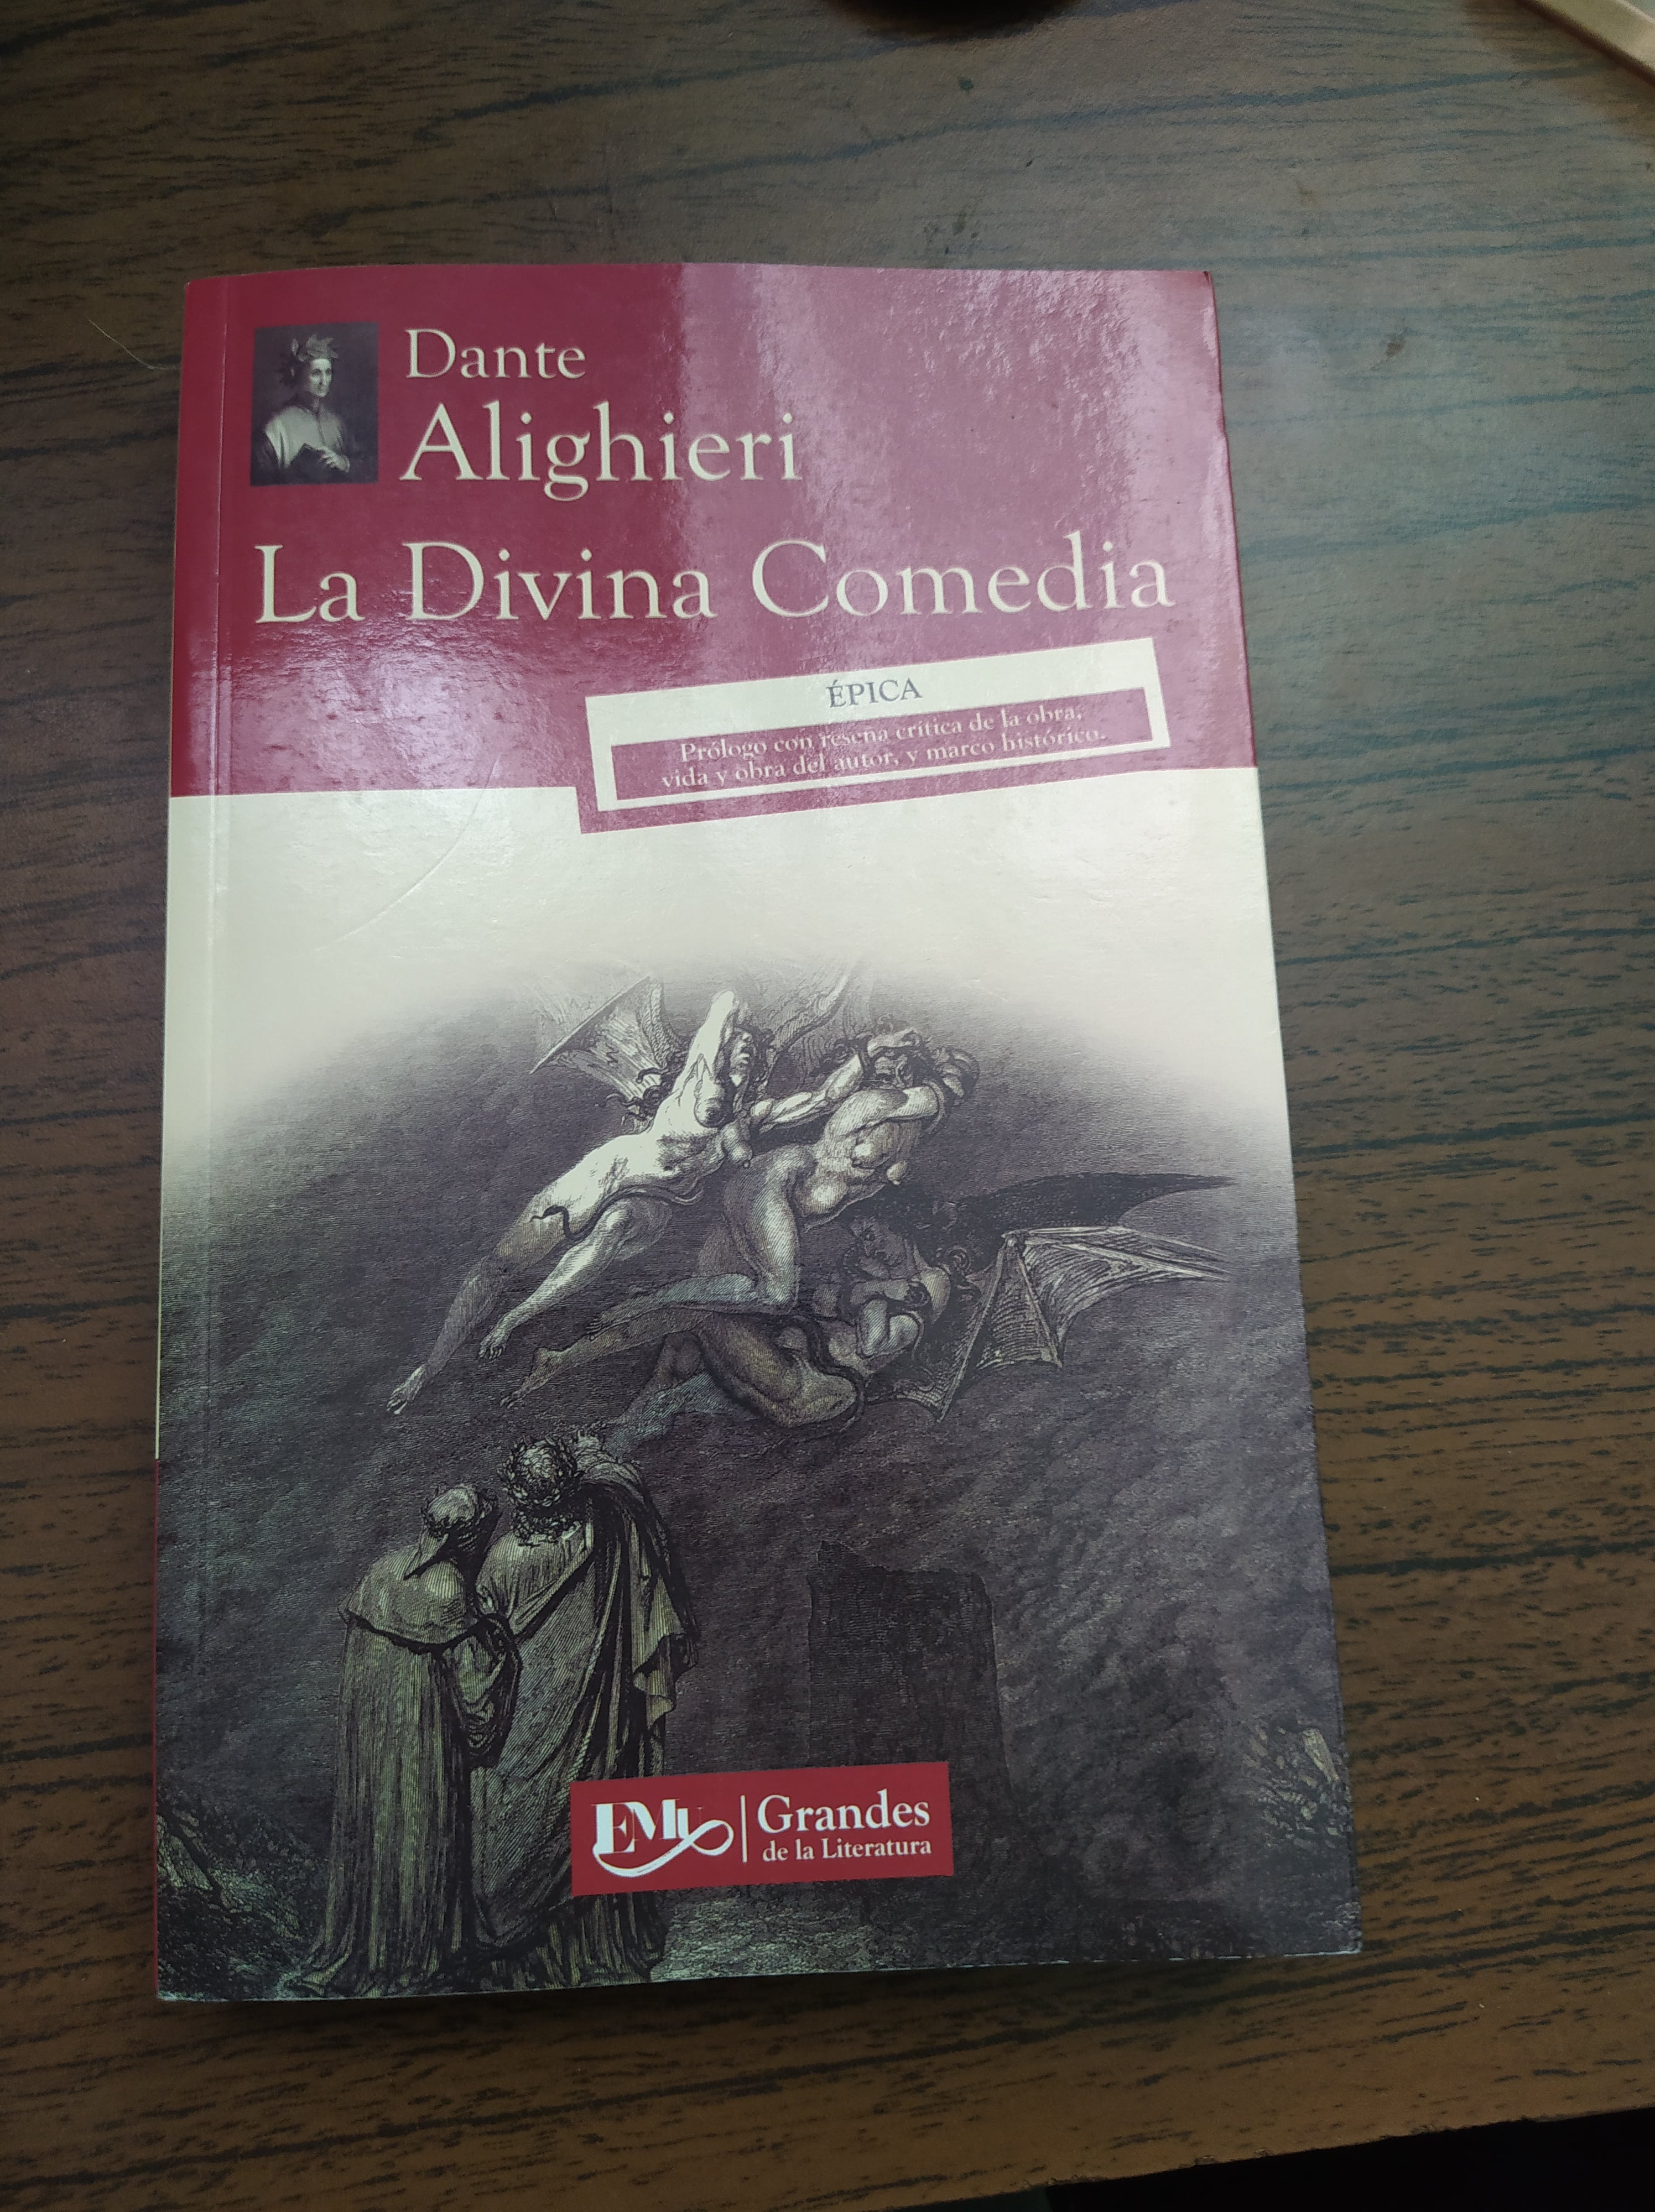 Dante
Alighieri
La Divina Comedia
ÉPICA
Prólogo con reseña crítica de la obra,
vida y obra del autor, y marco histórico.
EMU
Grandes
de la Literatura